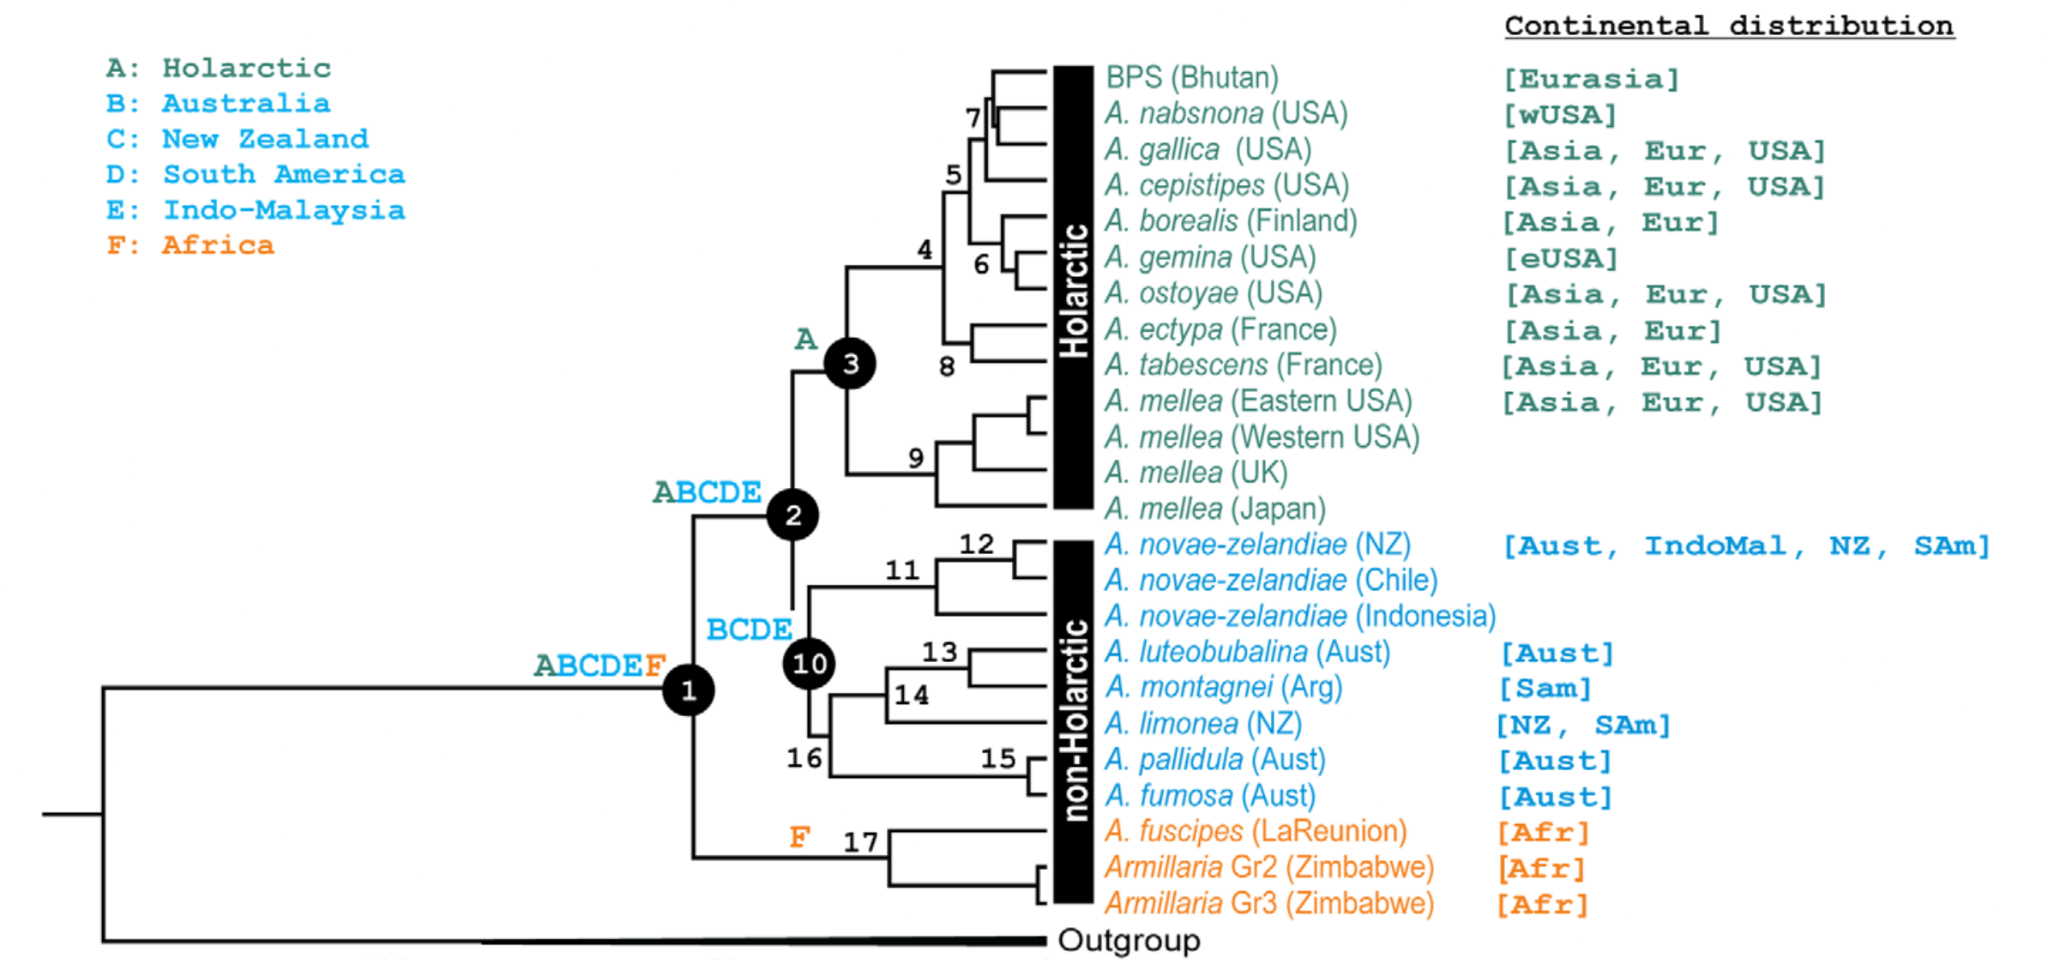 Continental distribution
A: Holarctic
B: Australia
C: New Zealand
D: South America
E: Indo-Malaysia
F: Africa
BPS (Bhutan) [Eurasia]
A. nabsnona (USA) [wUSA]
7
A. gallica (USA) [Asia, Eur, USA]
5
A. cepistipes (USA) [Asia, Eur, USA]
A. borealis (Finland) [Asia, Eur]
4
6
A. gemina (USA) [eUSA]
A. ostoyae (USA) [Asia, Eur, USA]
A. ectypa (France) [Asia, Eur]
Holarctic
A
3
8
A. tabescens (France) [Asia, Eur, USA]
A. mellea (Eastern USA) [Asia, Eur, USA]
A. mellea (Western USA)
9
A. mellea (UK)
ABCDE
2
A. mellea (Japan)
12
A. novae-zelandiae (NZ) [Aust, IndoMal, NZ, SAm]
11
A. novae-zelandiae (Chile)
A. novae-zelandiae (Indonesia)
BCDE
10
13
A. luteobubalina (Aust) [Aust]
ABCDEF
1
14
A. montagnei (Arg) [Sam]
non-Holarctic
A. limonea (NZ) [NZ, SAm]
16
15
A. pallidula (Aust) [Aust]
A. fumosa (Aust) [Aust]
F
17
A. fuscipes (LaReunion) [Afr]
Armillaria Gr2 (Zimbabwe) [Afr]
Armillaria Gr3 (Zimbabwe) [Afr]
Outgroup